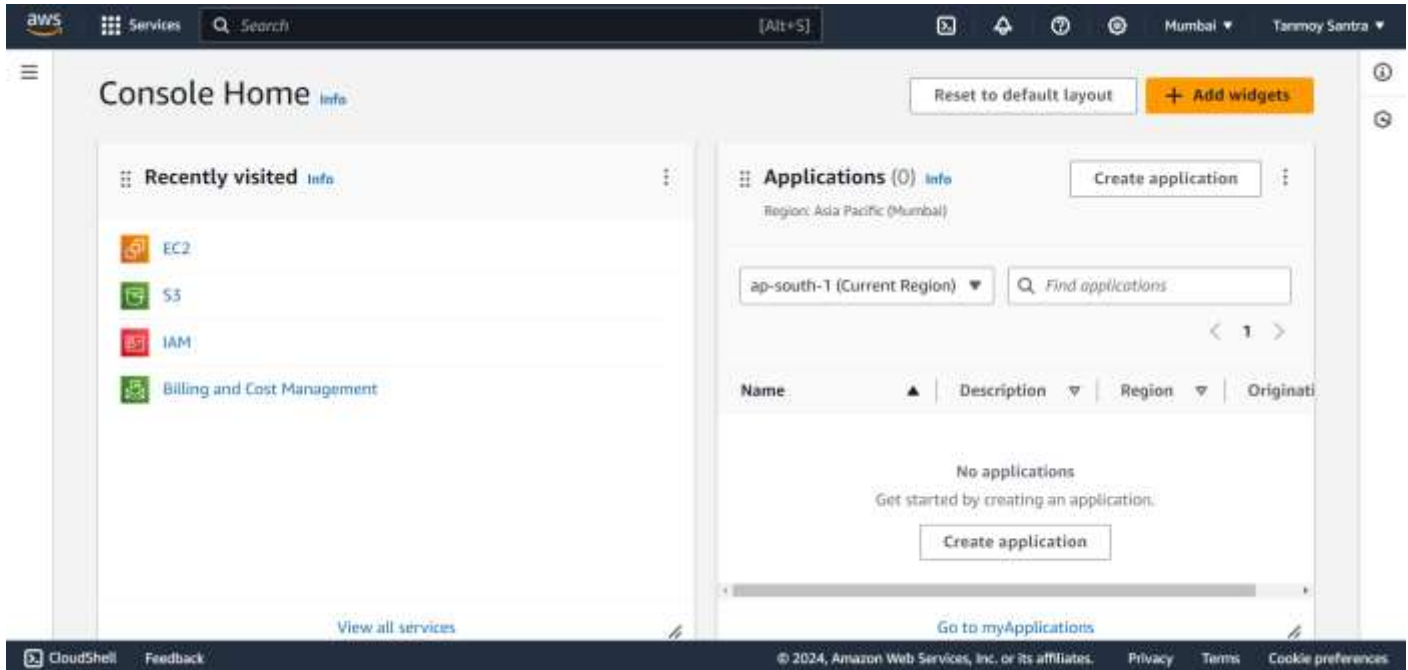 aws Services Search [Alt+S] Mumbai Tanmoy Santra
Console Home Info
Reset to default layout
+ Add widgets
Recently visited Info
EC2
S3
IAM
Billing and Cost Management
View all services
Applications (0) Info
Create application
Region: Asia Pacific (Mumbai)
ap-south-1 (Current Region)
Find applications
1
Name Description Region Originati
No applications
Get started by creating an application.
Create application
Go to myApplications
CloudShell Feedback © 2024, Amazon Web Services, Inc. or its affiliates. Privacy Terms Cookie preferences